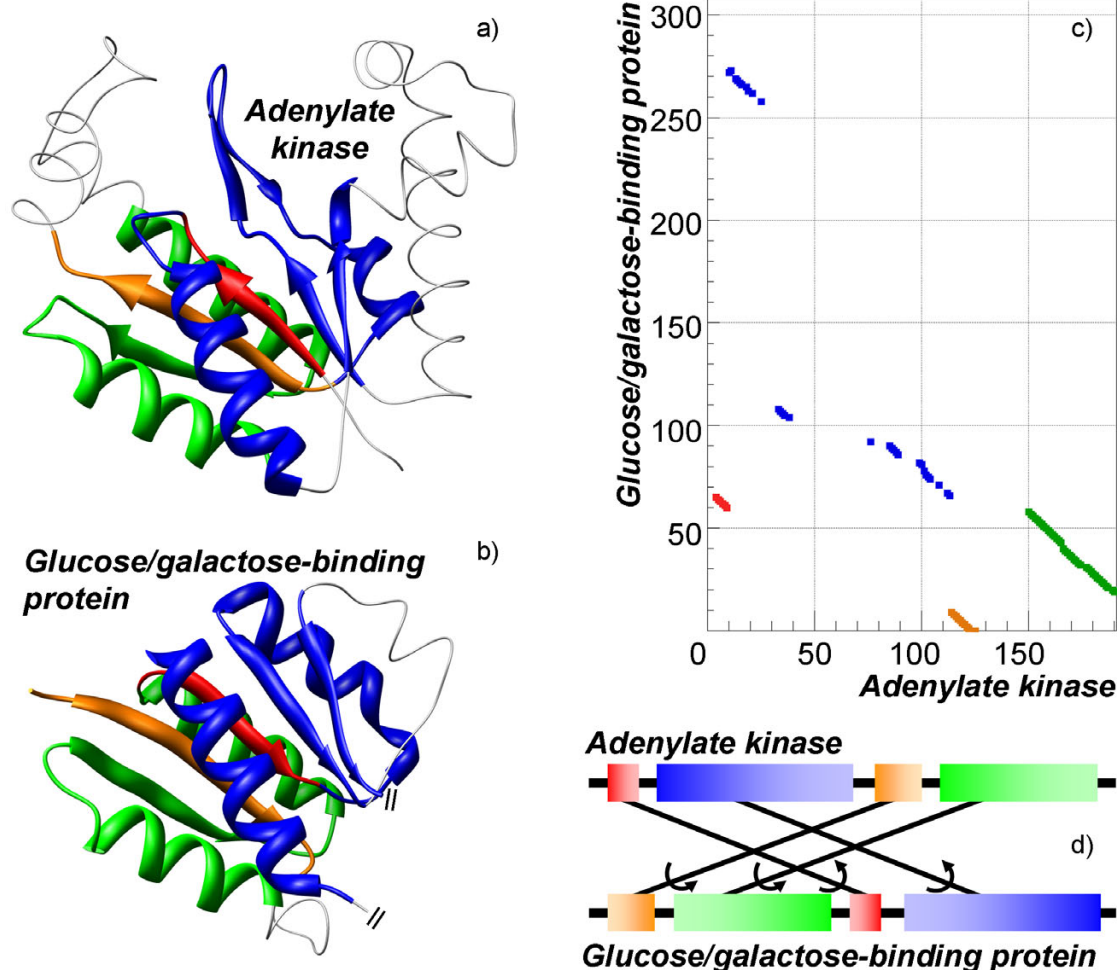 a)
Adenylate
kinase
b)
Glucose/galactose-binding
protein
c)
Glucose/galactose-binding protein
300
250
200
150
100
50
0 50 100 150
Adenylate kinase
Adenylate kinase
d)
Glucose/galactose-binding protein